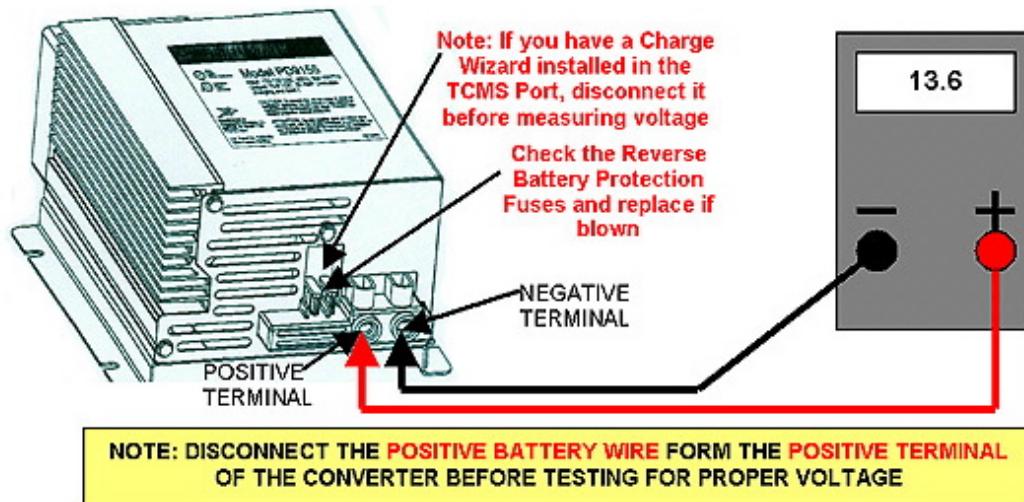 Note: If you have a Charge
Wizard installed in the
TCMS Port, disconnect it
before measuring voltage
Check the Reverse
Battery Protection
Fuses and replace if
blown
13.6
Model PD9155
NEGATIVE
TERMINAL
POSITIVE
TERMINAL
NOTE: DISCONNECT THE POSITIVE BATTERY WIRE FORM THE POSITIVE TERMINAL
OF THE CONVERTER BEFORE TESTING FOR PROPER VOLTAGE